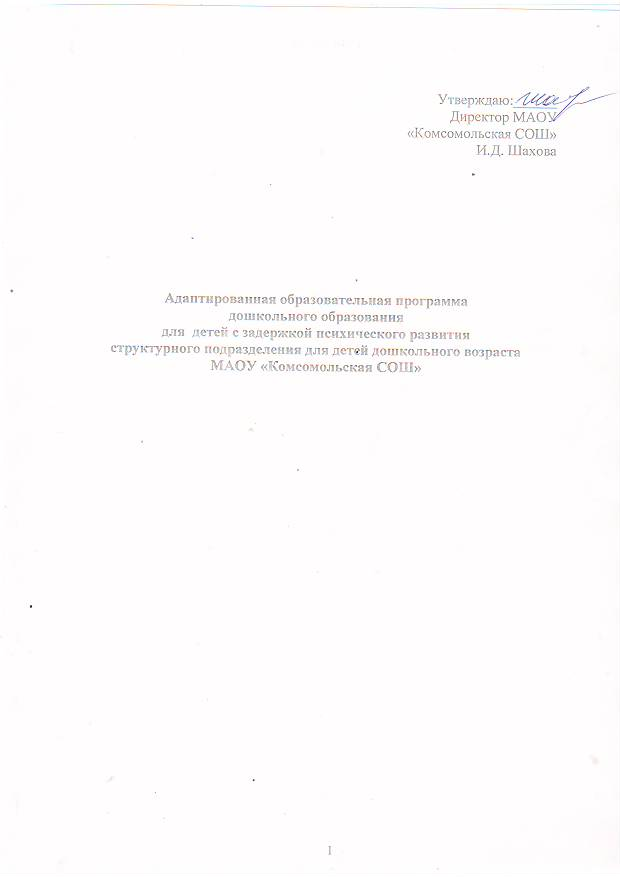 Утверждаю:
Директор МАОУ
«Комсомольская СОШ»
И.Д. Шахова
Адаптированная образовательная программа
дошкольного образования
для детей с задержкой психического развития
структурного подразделения для детей дошкольного возраста
МАОУ «Комсомольская СОШ»
1